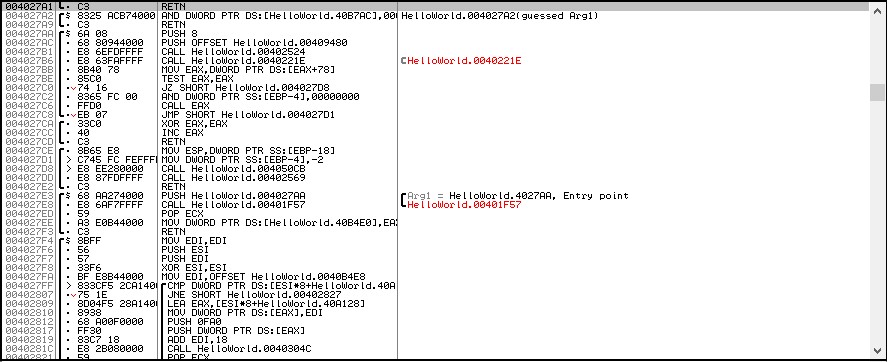 004027A1 C3 RETN
004027A2 $ 8325 ACB74000 AND DWORD PTR DS:[HelloWorld.40B7AC],00 HelloWorld.004027A2(guessed Arg1)
004027A9 . C3 RETN
004027AA $ 6A 08 PUSH 8
004027AC . 68 80944000 PUSH OFFSET HelloWorld.00409480
004027B1 . E8 6EFDFFFF CALL HelloWorld.00402524
004027B6 . E8 63FAFFFF CALL HelloWorld.0040221E HelloWorld.0040221E
004027BB . 8B40 78 MOV EAX,DWORD PTR DS:[EAX+78]
004027BE . 85C0 TEST EAX,EAX
004027C0 . 74 16 JZ SHORT HelloWorld.004027D8
004027C2 . 8365 FC 00 AND DWORD PTR SS:[EBP-4],00000000
004027C6 . FFD0 CALL EAX
004027C8 . EB 07 JMP SHORT HelloWorld.004027D1
004027CA . 33C0 XOR EAX,EAX
004027CC . 40 INC EAX
004027CD . C3 RETN
004027CE . 8B65 E8 MOV ESP,DWORD PTR SS:[EBP-18]
004027D1 > C745 FC FEFFFF MOV DWORD PTR SS:[EBP-4],-2
004027D8 > E8 EE280000 CALL HelloWorld.004050CB
004027DD . E8 87FDFFFF CALL HelloWorld.00402569
004027E2 . C3 RETN
004027E3 $ 68 AA274000 PUSH HelloWorld.004027AA Arg1 = HelloWorld.4027AA, Entry point
004027E8 . E8 6AF7FFFF CALL HelloWorld.00401F57 HelloWorld.00401F57
004027ED . 59 POP ECX
004027EE . A3 E0B44000 MOV DWORD PTR DS:[HelloWorld.40B4E0],EA
004027F3 . C3 RETN
004027F4 $ 8BFF MOV EDI,EDI
004027F6 . 56 PUSH ESI
004027F7 . 57 PUSH EDI
004027F8 . 33F6 XOR ESI,ESI
004027FA . BF E8B44000 MOV EDI,OFFSET HelloWorld.0040B4E8
004027FF > 833CF5 2CA140 CMP DWORD PTR DS:[ESI*8+HelloWorld.40A
00402807 . 75 1E JNE SHORT HelloWorld.00402827
00402809 . 8D04F5 28A140 LEA EAX,[ESI*8+HelloWorld.40A128]
00402810 . 8938 MOV DWORD PTR DS:[EAX],EDI
00402812 . 68 A00F0000 PUSH 0FA0
00402817 . FF30 PUSH DWORD PTR DS:[EAX]
00402819 . 83C7 18 ADD EDI,18
0040281C . E8 2B080000 CALL HelloWorld.0040304C
00402821 . 59 POP ECX